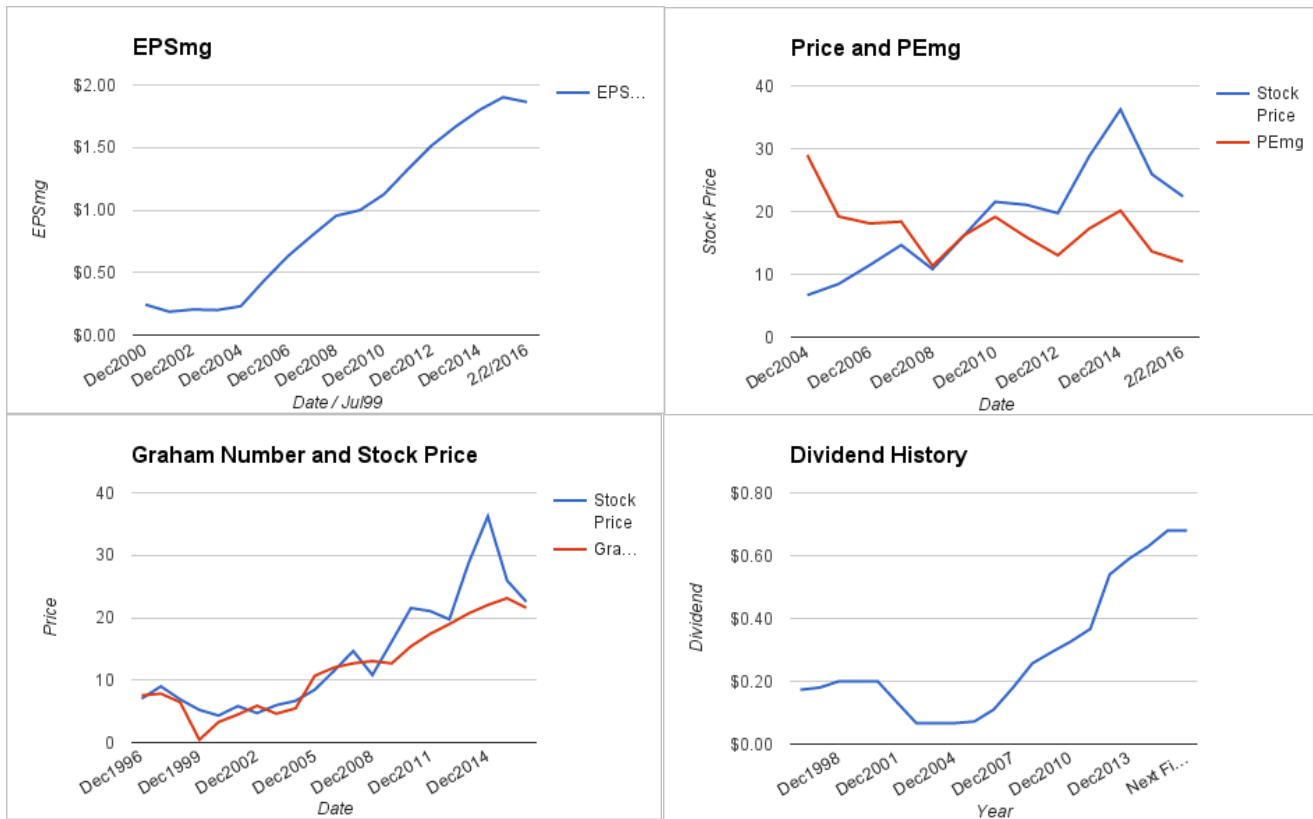 EPSmg
$2.00
$1.50
$1.00
$0.50
$0.00
EPSmg
EPS...
Dec2000
Dec2002
Dec2004
Dec2006
Dec2008
Dec2010
Dec2012
Dec2014
2/2/2016
Date / Jul99
Price and PEmg
40
30
20
10
0
Stock Price
Stock
Price
PEmg
Dec2004
Dec2006
Dec2008
Dec2010
Dec2012
Dec2014
2/2/2016
Date
Graham Number and Stock Price
40
30
20
10
0
Price
Stock
Price
Gra...
Dec1996
Dec1999
Dec2002
Dec2005
Dec2008
Dec2011
Dec2014
Date
Dividend History
$0.80
$0.60
$0.40
$0.20
$0.00
Dividend
Dec1998
Dec2001
Dec2004
Dec2007
Dec2010
Dec2013
Next Fi...
Year